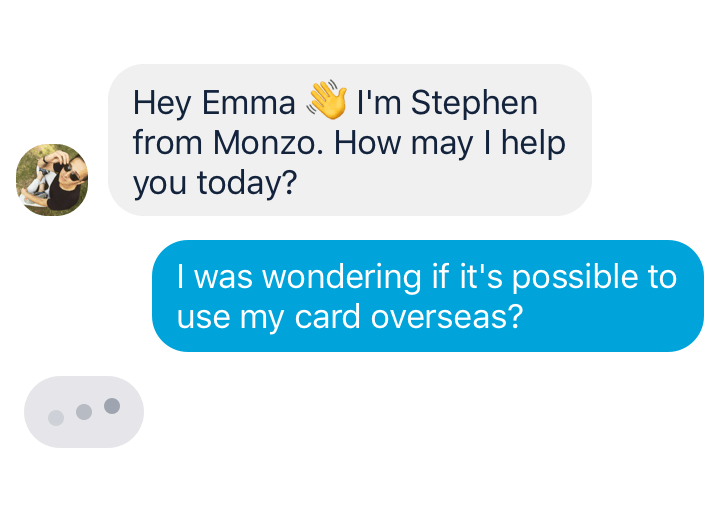 Hey Emma 👋 I'm Stephen
from Monzo. How may I help
you today?
I was wondering if it's possible to
use my card overseas?